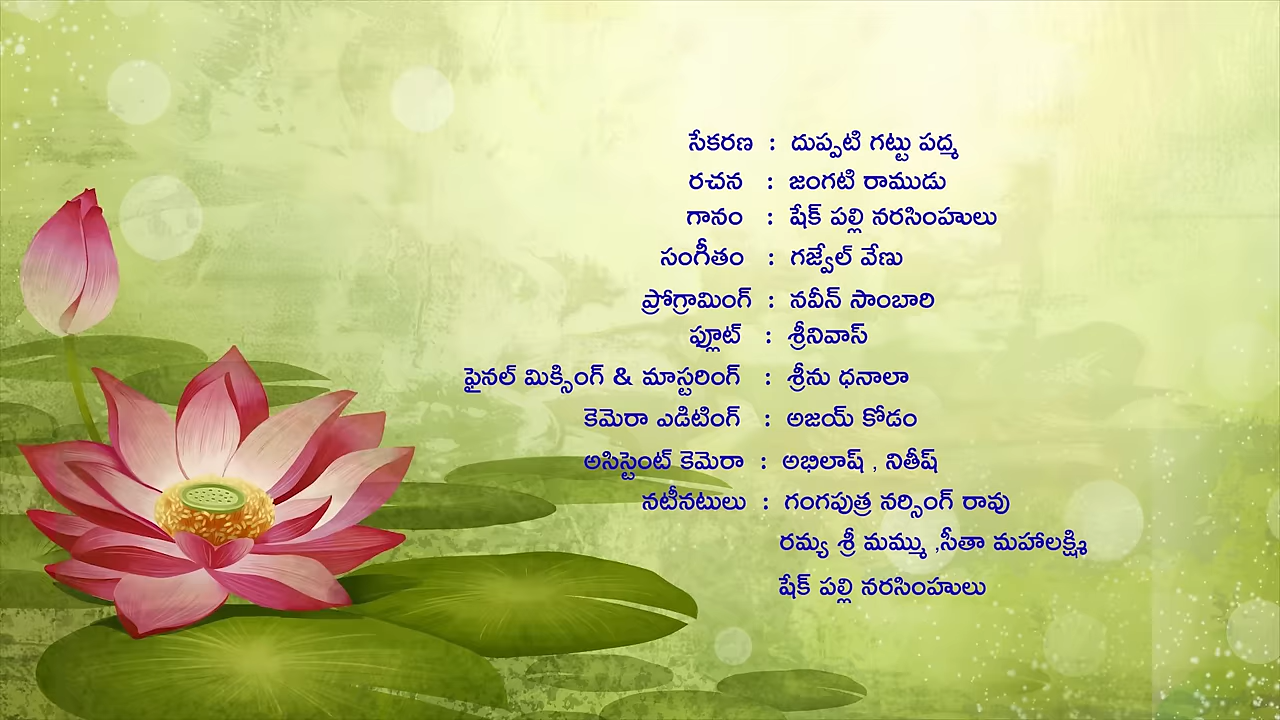 సేకరణ : దుప్పటి గట్టు పద్మ
రచన : జంగటి రాముడు
గానం : షేక్ పల్లి నరసింహులు
సంగీతం : గజ్వేల్ వేణు
ప్రోగ్రామింగ్ : నవీన్ సాంబారి
ఫ్లూట్ : శ్రీనివాస్
ఫైనల్ మిక్సింగ్ & మాస్టరింగ్ : శ్రీను ధనాలా
కెమెరా ఎడిటింగ్ : అజయ్ కోడం
అసిస్టెంట్ కెమెరా : అభిలాష్ , నితీష్
నటీనటులు : గంగపుత్ర నర్సింగ్ రావు
రమ్య శ్రీ మమ్ము ,సీతా మహాలక్ష్మి
షేక్ పల్లి నరసింహులు